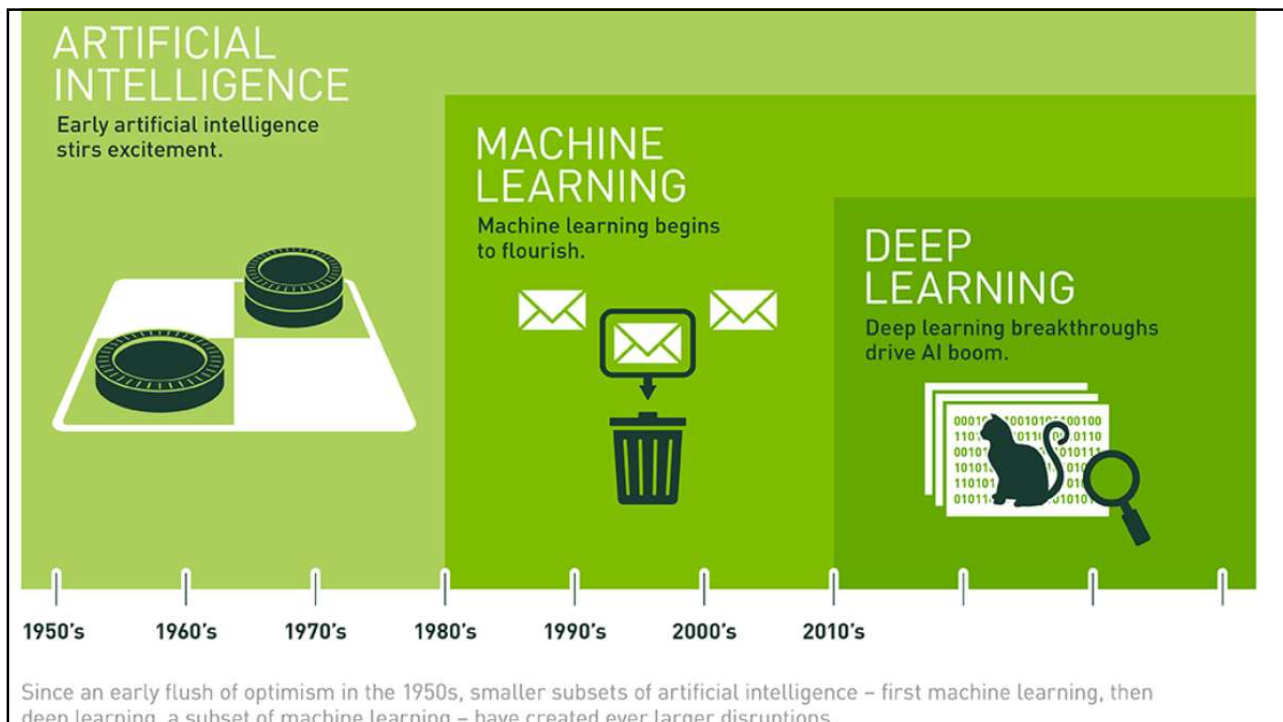 ARTIFICIAL
INTELLIGENCE
Early artificial intelligence
stirs excitement.
MACHINE
LEARNING
Machine learning begins
to flourish.
DEEP
LEARNING
Deep learning breakthroughs
drive AI boom.
1950's 1960's 1970's 1980's 1990's 2000's 2010's
Since an early flush of optimism in the 1950s, smaller subsets of artificial intelligence – first machine learning, then
deep learning, a subset of machine learning – have created ever larger disruptions.